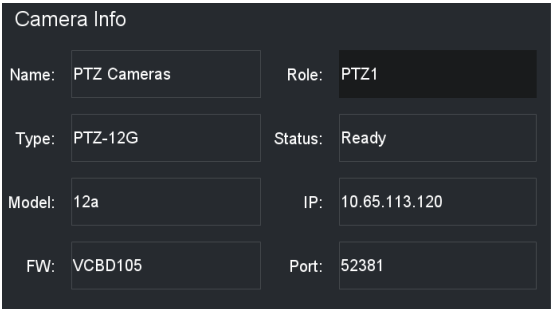 Camera Info
Name: PTZ Cameras Role: PTZ1
Type: PTZ-12G Status: Ready
Model: 12a IP: 10.65.113.120
FW: VCBD105 Port: 52381